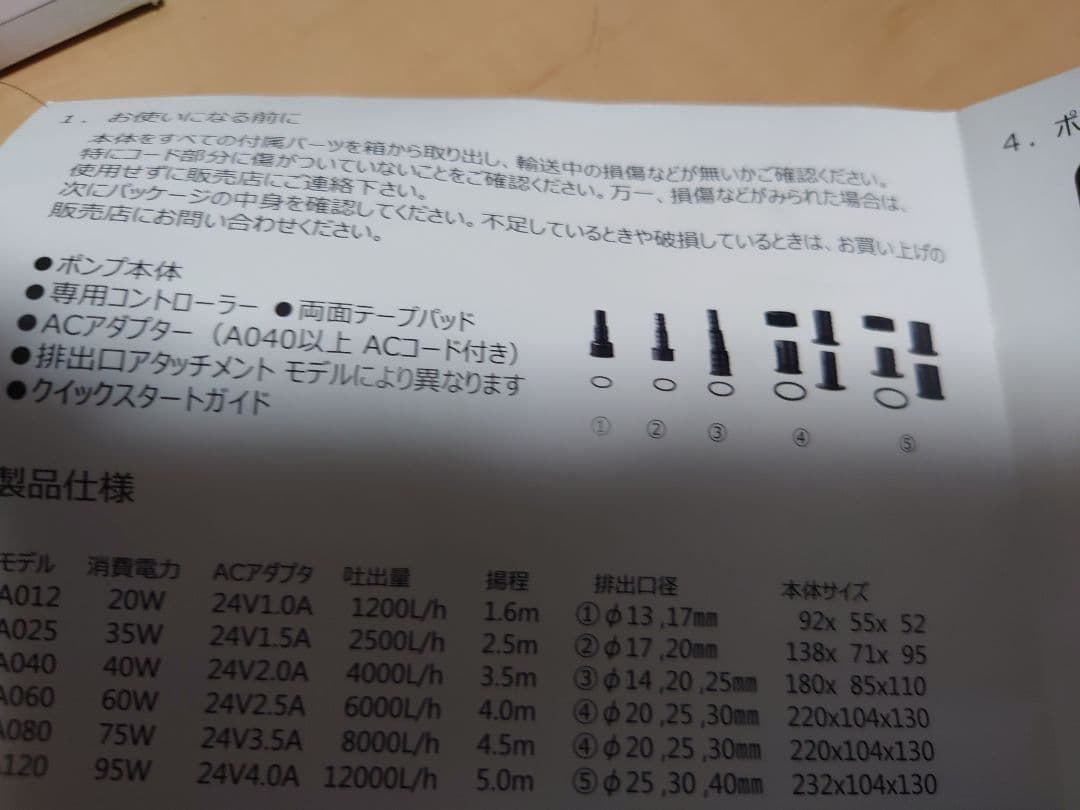 1. お使いになる前に
本体をすべての付属パーツを箱から取り出し、輸送中の損傷などが無いかご確認ください。
特にコード部分に傷がついていないことをご確認ください。万一、損傷などがみられた場合は、
使用せずに販売店にご連絡下さい。
次にパッケージの中身を確認してください。不足しているときや破損しているときは、お買い上げの
販売店にお問い合わせください。
●ポンプ本体
●専用コントローラー ●両面テープパッド
●ACアダプター（A040以上 ACコード付き）
●排出口アタッチメント モデルにより異なります
●クイックスタートガイド
① ② ③ ④ ⑤
製品仕様
モデル 消費電力 ACアダプタ 吐出量 揚程 排出口径 本体サイズ
A012 20W 24V1.0A 1200L/h 1.6m ①φ13,17㎜ 92x 55x 52
A025 35W 24V1.5A 2500L/h 2.5m ②φ17,20㎜ 138x 71x 95
A040 40W 24V2.0A 4000L/h 3.5m ③φ14,20,25㎜ 180x 85x110
A060 60W 24V2.5A 6000L/h 4.0m ④φ20,25,30㎜ 220x104x130
A080 75W 24V3.5A 8000L/h 4.5m ④φ20,25,30㎜ 220x104x130
A120 95W 24V4.0A 12000L/h 5.0m ⑤φ25,30,40㎜ 232x104x130
4. ポ